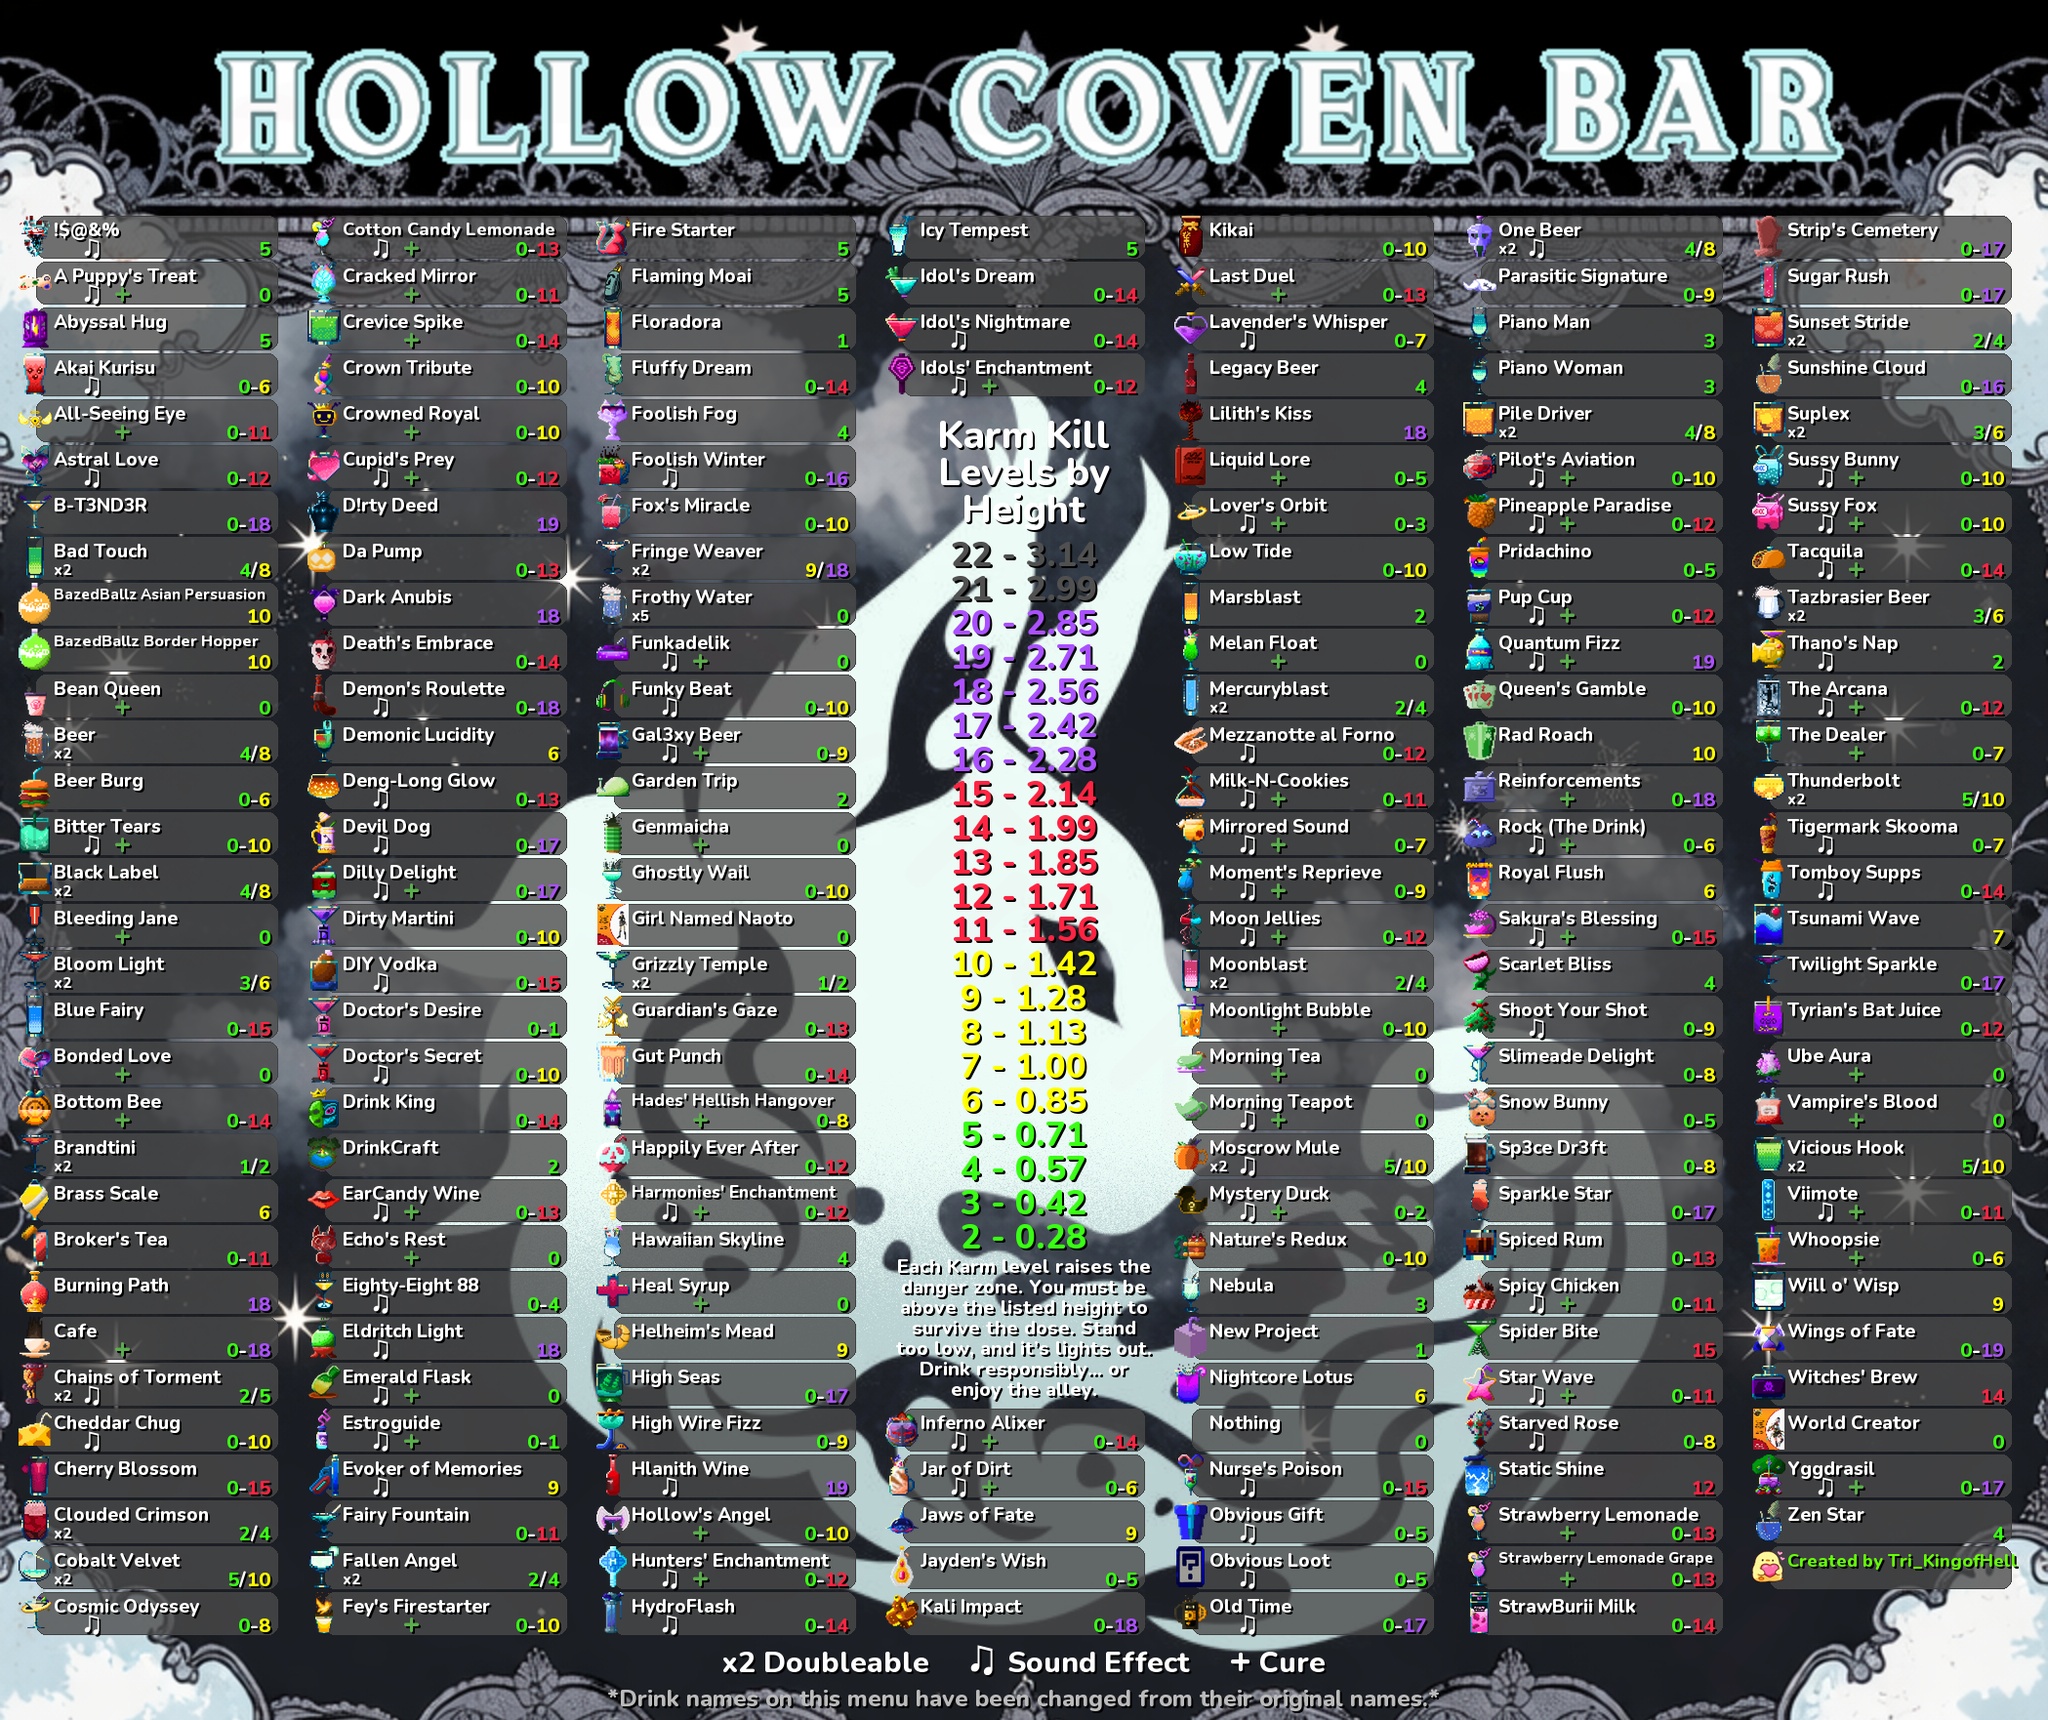 HOLLOW COVEN BAR
!$@&%
♫ 5
A Puppy's Treat
♫ + 0
Abyssal Hug
5
Akai Kurisu
♫ 0-6
All-Seeing Eye
+ 0-11
Astral Love
♫ 0-12
B-T3ND3R
0-18
Bad Touch
x2 4/8
BazedBallz Asian Persuasion
10
BazedBallz Border Hopper
10
Bean Queen
+ 0
Beer
x2 4/8
Beer Burg
0-6
Bitter Tears
♫ + 0-10
Black Label
x2 4/8
Bleeding Jane
+ 0
Bloom Light
x2 3/6
Blue Fairy
0-15
Bonded Love
+ 0
Bottom Bee
+ 0-14
Brandtini
x2 1/2
Brass Scale
6
Broker's Tea
0-11
Burning Path
18
Cafe
+ 0-18
Chains of Torment
x2 ♫ 2/5
Cheddar Chug
♫ 0-10
Cherry Blossom
0-15
Clouded Crimson
x2 2/4
Cobalt Velvet
x2 5/10
Cosmic Odyssey
♫ 0-8
Cotton Candy Lemonade
♫ + 0-13
Cracked Mirror
+ 0-11
Crevice Spike
+ 0-14
Crown Tribute
0-10
Crowned Royal
+ 0-10
Cupid's Prey
♫ + 0-12
D!rty Deed
19
Da Pump
0-13
Dark Anubis
18
Death's Embrace
0-14
Demon's Roulette
♫ 0-18
Demonic Lucidity
6
Deng-Long Glow
♫ 0-13
Devil Dog
♫ 0-17
Dilly Delight
♫ + 0-17
Dirty Martini
0-10
DIY Vodka
♫ 0-15
Doctor's Desire
0-1
Doctor's Secret
♫ 0-10
Drink King
0-14
DrinkCraft
2
EarCandy Wine
♫ + 0-13
Echo's Rest
+ 0
Eighty-Eight 88
♫ 0-4
Eldritch Light
♫ 18
Emerald Flask
♫ + 0
Estroguide
♫ + 0-1
Evoker of Memories
♫ 9
Fairy Fountain
0-11
Fallen Angel
x2 2/4
Fey's Firestarter
+ 0-10
Fire Starter
5
Flaming Moai
5
Floradora
1
Fluffy Dream
0-14
Foolish Fog
4
Foolish Winter
♫ 0-16
Fox's Miracle
0-10
Fringe Weaver
x2 9/18
Frothy Water
x5 0
Funkadelik
♫ + 0
Funky Beat
♫ 0-10
Gal3xy Beer
♫ + 0-9
Garden Trip
2
Genmaicha
+ 0
Ghostly Wail
0-10
Girl Named Naoto
0
Grizzly Temple
x2 1/2
Guardian's Gaze
0-13
Gut Punch
0-14
Hades' Hellish Hangover
+ 0-8
Happily Ever After
0-12
Harmonies' Enchantment
♫ + 0-12
Hawaiian Skyline
4
Heal Syrup
+ 0
Helheim's Mead
9
High Seas
0-17
High Wire Fizz
0-9
Hlanith Wine
♫ 19
Hollow's Angel
+ 0-10
Hunters' Enchantment
♫ + 0-12
HydroFlash
♫ 0-14
Icy Tempest
5
Idol's Dream
0-14
Idol's Nightmare
♫ 0-14
Idols' Enchantment
♫ + 0-12
Karm Kill
Levels by
Height
22 - 3.14
21 - 2.99
20 - 2.85
19 - 2.71
18 - 2.56
17 - 2.42
16 - 2.28
15 - 2.14
14 - 1.99
13 - 1.85
12 - 1.71
11 - 1.56
10 - 1.42
9 - 1.28
8 - 1.13
7 - 1.00
6 - 0.85
5 - 0.71
4 - 0.57
3 - 0.42
2 - 0.28
Each Karm level raises the
danger zone. You must be
above the listed height to
survive the dose. Stand
too low, and it's lights out.
Drink responsibly... or
enjoy the alley.
Inferno Alixer
♫ + 0-14
Jar of Dirt
♫ + 0-6
Jaws of Fate
9
Jayden's Wish
0-5
Kali Impact
0-18
Kikai
0-10
Last Duel
+ 0-13
Lavender's Whisper
♫ 0-7
Legacy Beer
4
Lilith's Kiss
18
Liquid Lore
+ 0-5
Lover's Orbit
♫ + 0-3
Low Tide
0-10
Marsblast
2
Melan Float
+ 0
Mercuryblast
x2 2/4
Mezzanotte al Forno
♫ 0-12
Milk-N-Cookies
♫ + 0-11
Mirrored Sound
♫ + 0-7
Moment's Reprieve
♫ + 0-9
Moon Jellies
♫ + 0-12
Moonblast
x2 2/4
Moonlight Bubble
+ 0-10
Morning Tea
+ 0
Morning Teapot
+ 0
Moscrow Mule
x2 ♫ 5/10
Mystery Duck
♫ + 0-2
Nature's Redux
0-10
Nebula
3
New Project
1
Nightcore Lotus
6
Nothing
0
Nurse's Poison
♫ 0-15
Obvious Gift
♫ 0-5
Obvious Loot
♫ 0-5
Old Time
♫ 0-17
One Beer
x2 ♫ 4/8
Parasitic Signature
0-9
Piano Man
3
Piano Woman
3
Pile Driver
x2 4/8
Pilot's Aviation
♫ + 0-10
Pineapple Paradise
♫ + 0-12
Pridachino
0-5
Pup Cup
♫ + 0-12
Quantum Fizz
♫ + 19
Queen's Gamble
0-10
Rad Roach
10
Reinforcements
+ 0-18
Rock (The Drink)
♫ + 0-6
Royal Flush
6
Sakura's Blessing
♫ + 0-15
Scarlet Bliss
4
Shoot Your Shot
♫ 0-9
Slimeade Delight
0-8
Snow Bunny
0-5
Sp3ce Dr3ft
0-8
Sparkle Star
0-17
Spiced Rum
0-13
Spicy Chicken
♫ + 0-11
Spider Bite
15
Star Wave
♫ + 0-11
Starved Rose
♫ 0-8
Static Shine
12
Strawberry Lemonade
+ 0-13
Strawberry Lemonade Grape
+ 0-13
StrawBurii Milk
0-14
Strip's Cemetery
0-17
Sugar Rush
0-17
Sunset Stride
x2 2/4
Sunshine Cloud
0-16
Suplex
x2 3/6
Sussy Bunny
♫ + 0-10
Sussy Fox
♫ + 0-10
Tacquila
♫ + 0-14
Tazbrasier Beer
x2 3/6
Thano's Nap
♫ 2
The Arcana
♫ + 0-12
The Dealer
+ 0-7
Thunderbolt
x2 5/10
Tigermark Skooma
♫ 0-7
Tomboy Supps
♫ 0-14
Tsunami Wave
7
Twilight Sparkle
0-17
Tyrian's Bat Juice
0-12
Ube Aura
+ 0
Vampire's Blood
+ 0
Vicious Hook
x2 5/10
Viimote
♫ + 0-11
Whoopsie
+ 0-6
Will o' Wisp
9
Wings of Fate
0-19
Witches' Brew
14
World Creator
0
Yggdrasil
♫ + 0-17
Zen Star
4
Created by Tri_KingofHell
x2 Doubleable ♫ Sound Effect + Cure
*Drink names on this menu have been changed from their original names.*